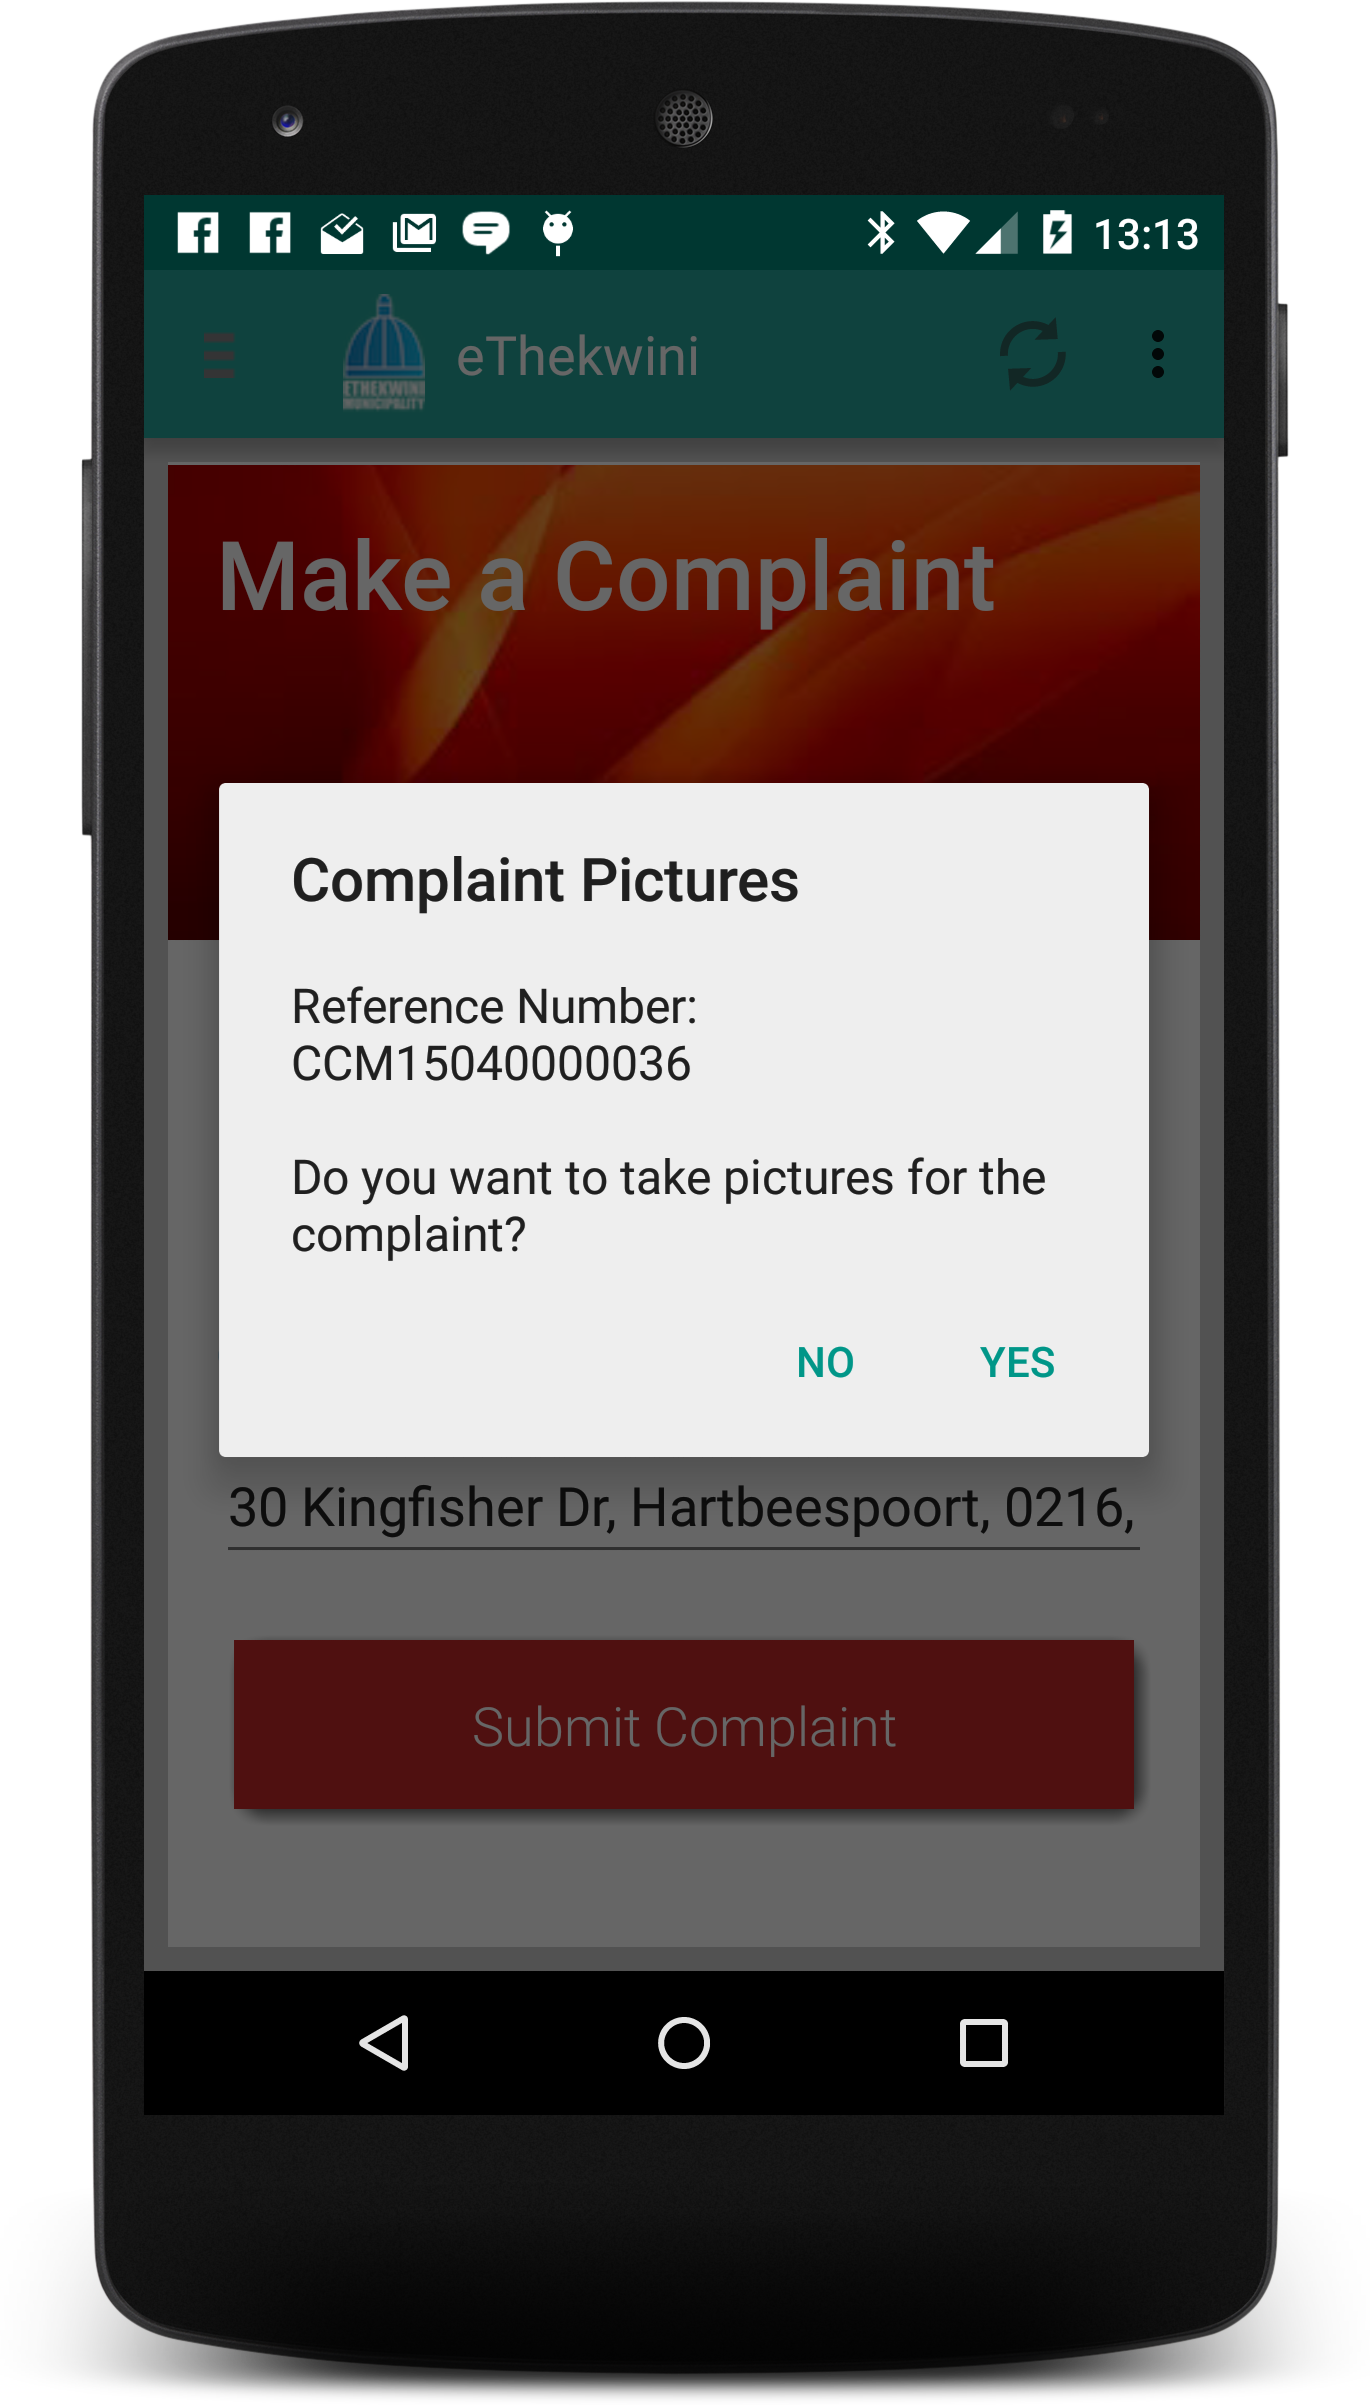 13:13
ETHEKWINI
MUNICIPALITY
eThekwini
Make a Complaint
Complaint Pictures
Reference Number:
CCM15040000036
Do you want to take pictures for the
complaint?
NO YES
30 Kingfisher Dr, Hartbeespoort, 0216,
Submit Complaint